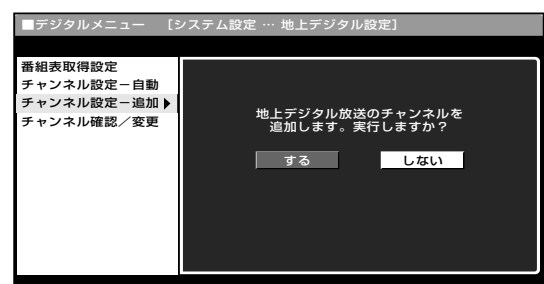 ■デジタルメニュー　[システム設定 … 地上デジタル設定]
番組表取得設定
チャンネル設定－自動
チャンネル設定－追加▶
チャンネル確認／変更
地上デジタル放送のチャンネルを
追加します。実行しますか？
する　しない